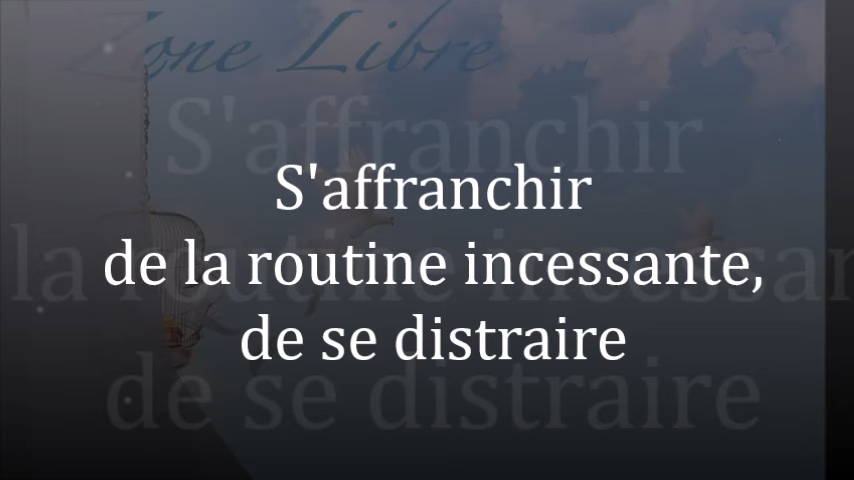 Zone Libre
S'affranchir
de la routine incessante,
de se distraire